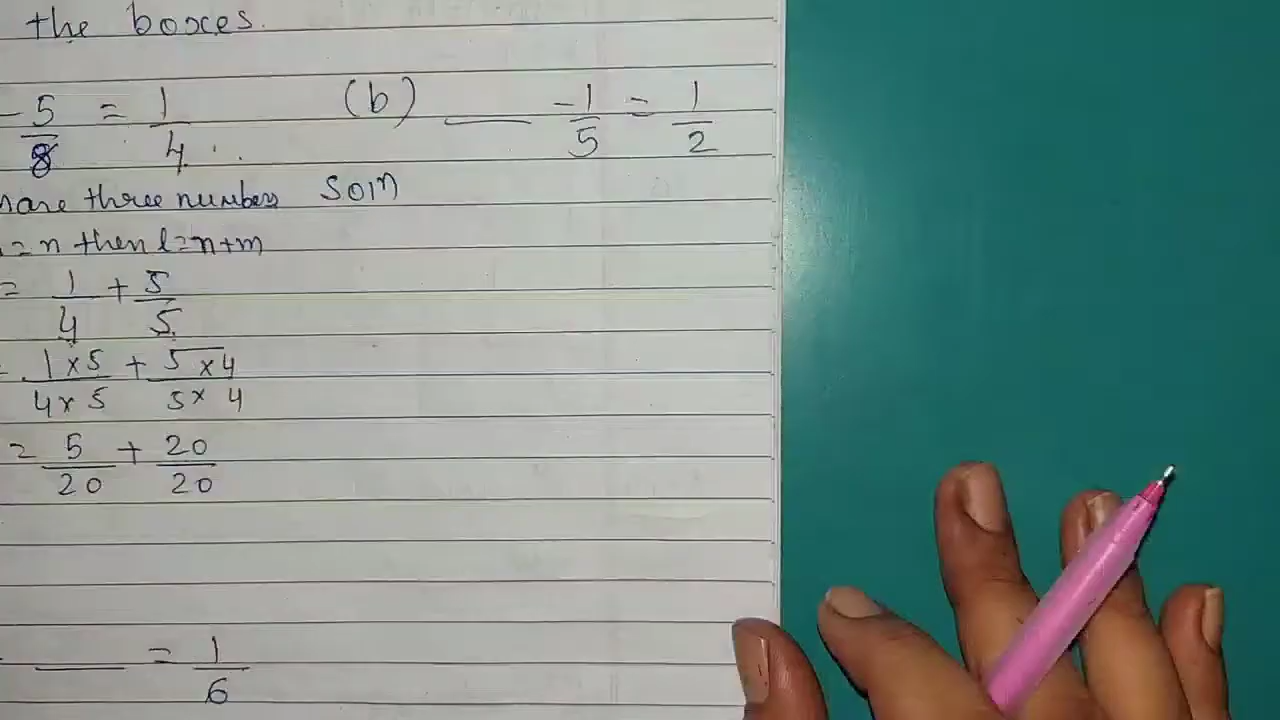 the boxes.
- 5/8 = 1/4 . (b) ___ - 1/5 = 1/2
are three numbers Soln
= n then l = n+m
= 1/4 + 5/5
= 1×5/4×5 + 5×4/5×4
= 5/20 + 20/20
- ___ = 1/6